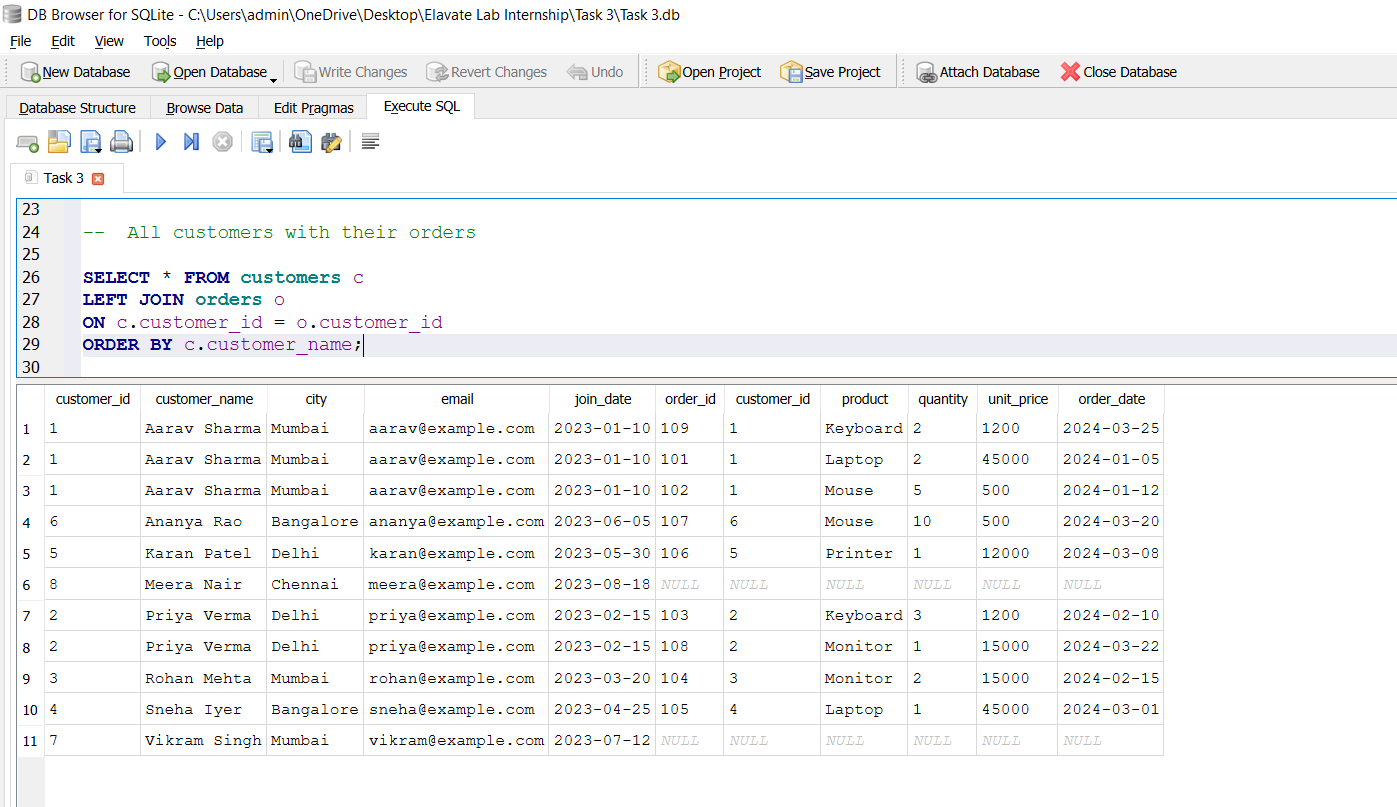 DB Browser for SQLite - C:\Users\admin\OneDrive\Desktop\Elavate Lab Internship\Task 3\Task 3.db
File Edit View Tools Help
New Database Open Database Write Changes Revert Changes Undo Open Project Save Project Attach Database Close Database
Database Structure Browse Data Edit Pragmas Execute SQL
Task 3
23
24 -- All customers with their orders
25
26 SELECT * FROM customers c
27 LEFT JOIN orders o
28 ON c.customer_id = o.customer_id
29 ORDER BY c.customer_name;
30
customer_id customer_name city email join_date order_id customer_id product quantity unit_price order_date
1 1 Aarav Sharma Mumbai aarav@example.com 2023-01-10 109 1 Keyboard 2 1200 2024-03-25
2 1 Aarav Sharma Mumbai aarav@example.com 2023-01-10 101 1 Laptop 2 45000 2024-01-05
3 1 Aarav Sharma Mumbai aarav@example.com 2023-01-10 102 1 Mouse 5 500 2024-01-12
4 6 Ananya Rao Bangalore ananya@example.com 2023-06-05 107 6 Mouse 10 500 2024-03-20
5 5 Karan Patel Delhi karan@example.com 2023-05-30 106 5 Printer 1 12000 2024-03-08
6 8 Meera Nair Chennai meera@example.com 2023-08-18 NULL NULL NULL NULL NULL NULL
7 2 Priya Verma Delhi priya@example.com 2023-02-15 103 2 Keyboard 3 1200 2024-02-10
8 2 Priya Verma Delhi priya@example.com 2023-02-15 108 2 Monitor 1 15000 2024-03-22
9 3 Rohan Mehta Mumbai rohan@example.com 2023-03-20 104 3 Monitor 2 15000 2024-02-15
10 4 Sneha Iyer Bangalore sneha@example.com 2023-04-25 105 4 Laptop 1 45000 2024-03-01
11 7 Vikram Singh Mumbai vikram@example.com 2023-07-12 NULL NULL NULL NULL NULL NULL